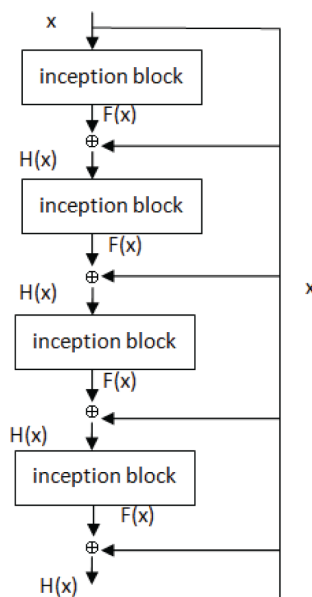 x
inception block
F(x)
H(x)
inception block
F(x)
H(x)
x
inception block
F(x)
H(x)
inception block
F(x)
H(x)